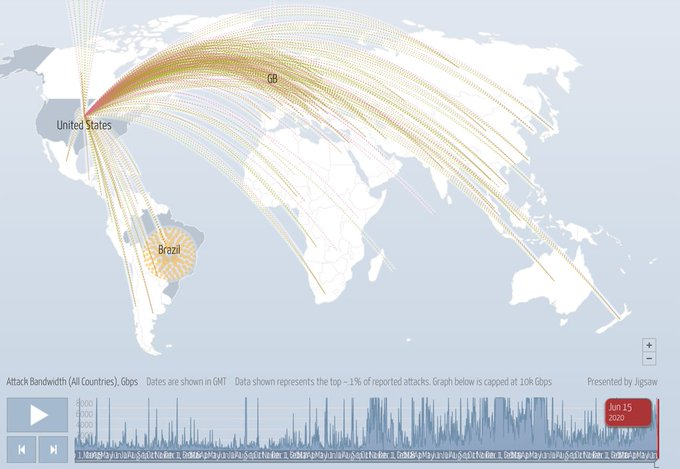 GB
United States
Brazil
+
−
Attack Bandwidth (All Countries), Gbps Dates are shown in GMT Data shown represents the top ~.1% of reported attacks. Graph below is capped at 10k Gbps Presented by Jigsaw
8000
6000
4000
Jun 15
2020